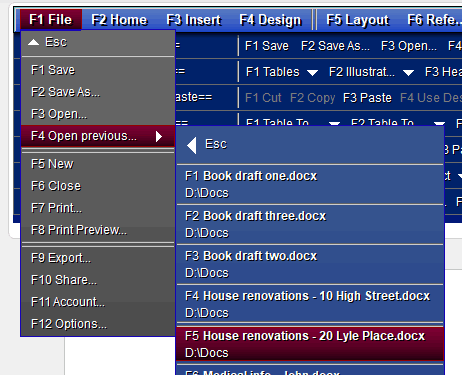 F1 File F2 Home F3 Insert F4 Design F5 Layout F6 Refe..
Esc
== F1 Save F2 Save As... F3 Open...
F1 Save
== F1 Tables F2 Illustrat... F3 Hea
F2 Save As...
aste== F1 Cut F2 Copy F3 Paste F4 Use Des
F3 Open...
== F1 Table To... F2 Table To...
F4 Open previous...
Esc
F5 New
F6 Close
F7 Print...
F8 Print Preview...
F9 Export...
F10 Share...
F11 Account...
F12 Options...
F1 Book draft one.docx
D:\Docs
F2 Book draft three.docx
D:\Docs
F3 Book draft two.docx
D:\Docs
F4 House renovations - 10 High Street.docx
D:\Docs
F5 House renovations - 20 Lyle Place.docx
D:\Docs
F6 Medical info - John.docx